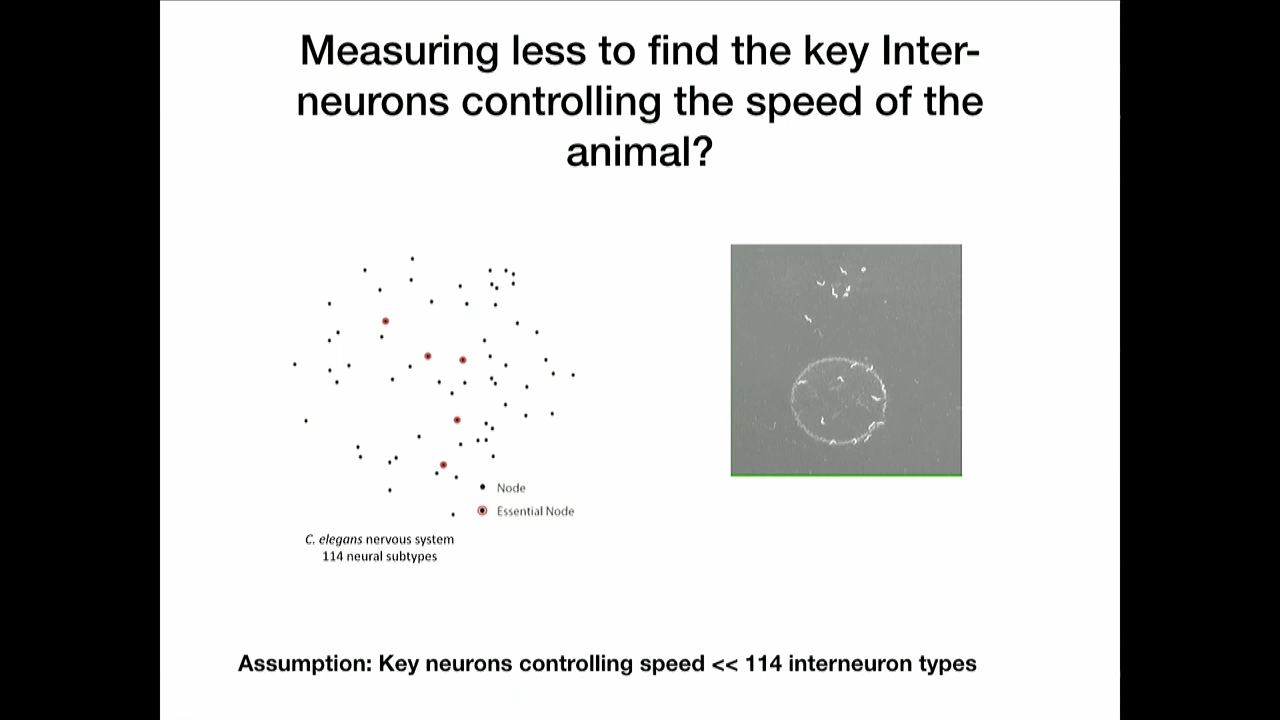 Measuring less to find the key Inter-
neurons controlling the speed of the
animal?
Node
Essential Node
C. elegans nervous system
114 neural subtypes
Assumption: Key neurons controlling speed << 114 interneuron types